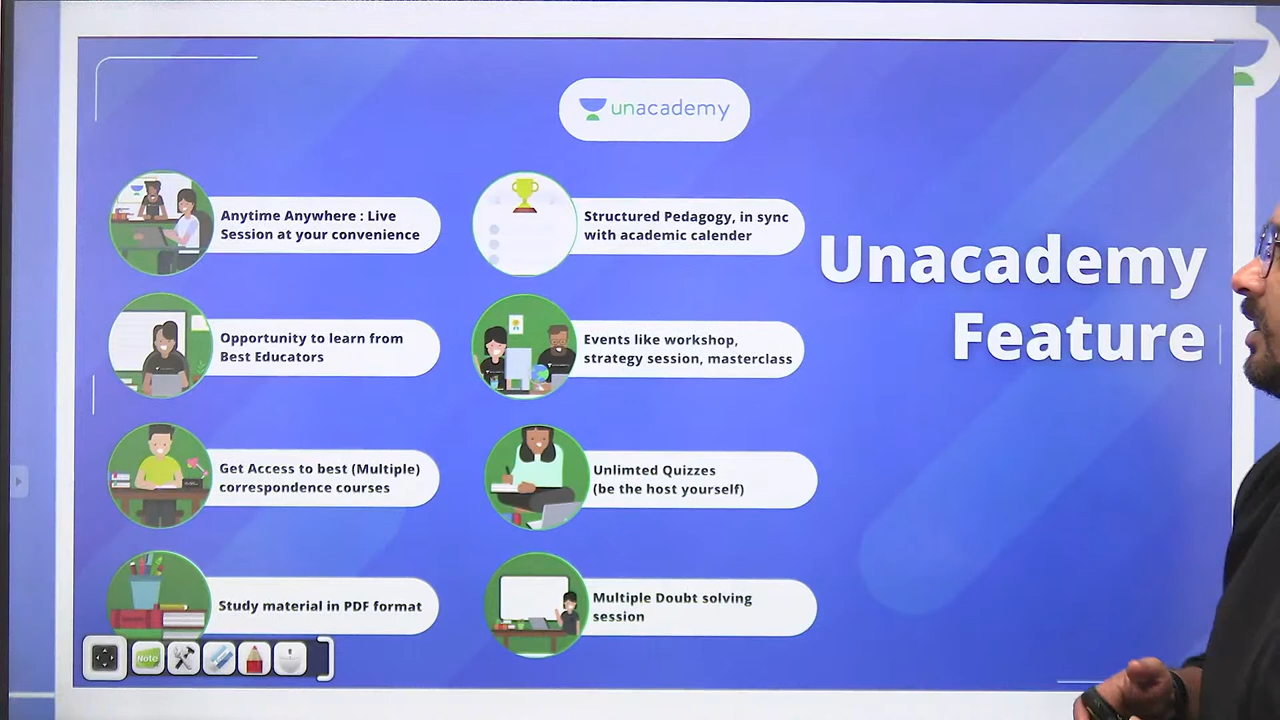 unacademy
Anytime Anywhere : Live
Session at your convenience
Opportunity to learn from
Best Educators
Get Access to best (Multiple)
correspondence courses
Study material in PDF format
Structured Pedagogy, in sync
with academic calender
Events like workshop,
strategy session, masterclass
Unlimted Quizzes
(be the host yourself)
Multiple Doubt solving
session
Unacademy
Feature
Note